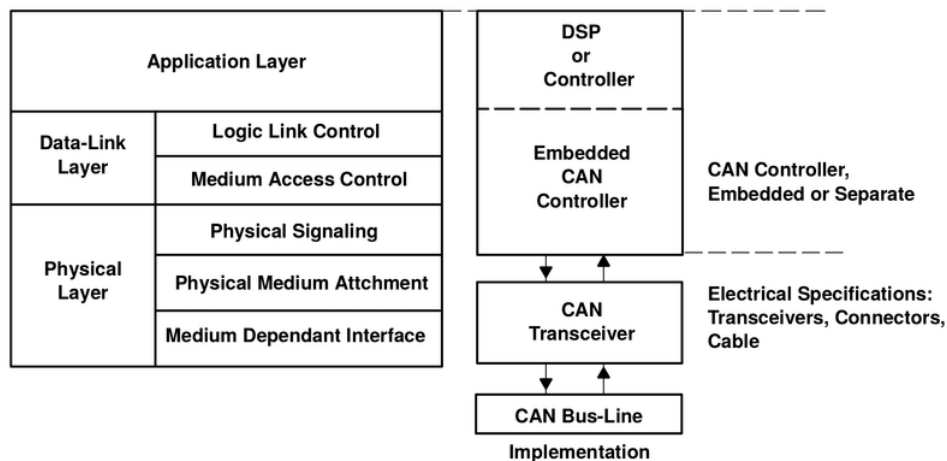 Application Layer
Data-Link
Layer
Logic Link Control
Medium Access Control
Physical
Layer
Physical Signaling
Physical Medium Attchment
Medium Dependant Interface
DSP
or
Controller
Embedded
CAN
Controller
CAN Controller,
Embedded or Separate
CAN
Transceiver
Electrical Specifications:
Transceivers, Connectors,
Cable
CAN Bus-Line
Implementation